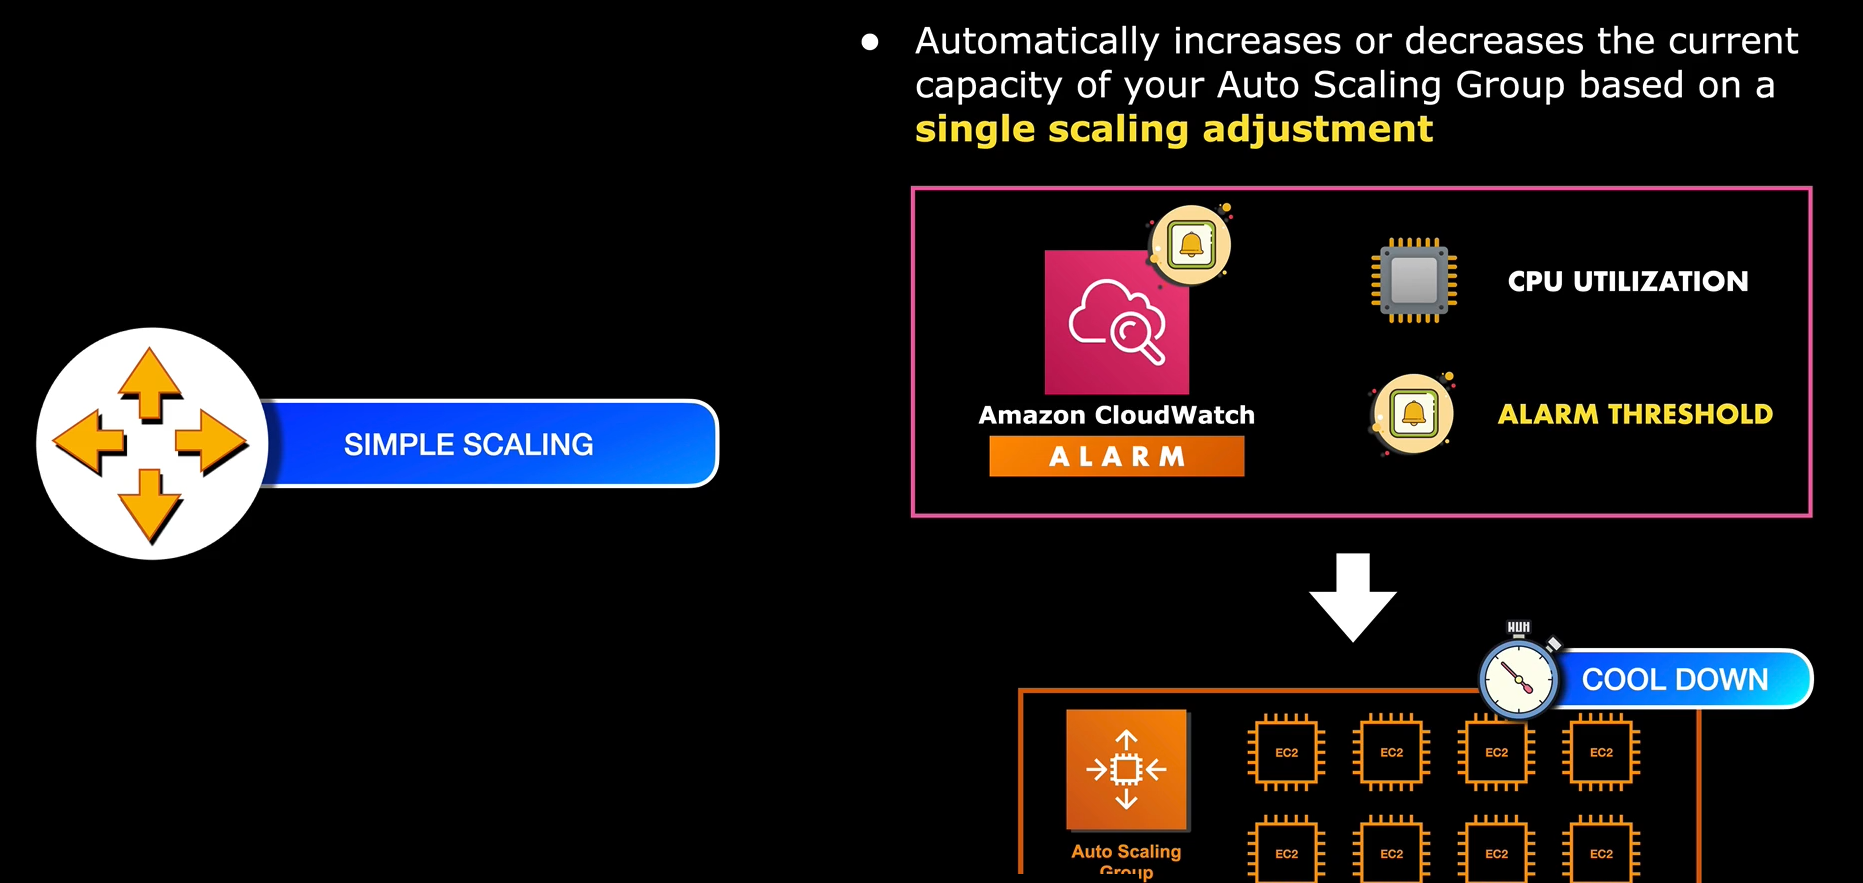 ● Automatically increases or decreases the current
capacity of your Auto Scaling Group based on a
single scaling adjustment
SIMPLE SCALING
Amazon CloudWatch
ALARM
CPU UTILIZATION
ALARM THRESHOLD
COOL DOWN
Auto Scaling
Group
EC2 EC2 EC2 EC2
EC2 EC2 EC2 EC2